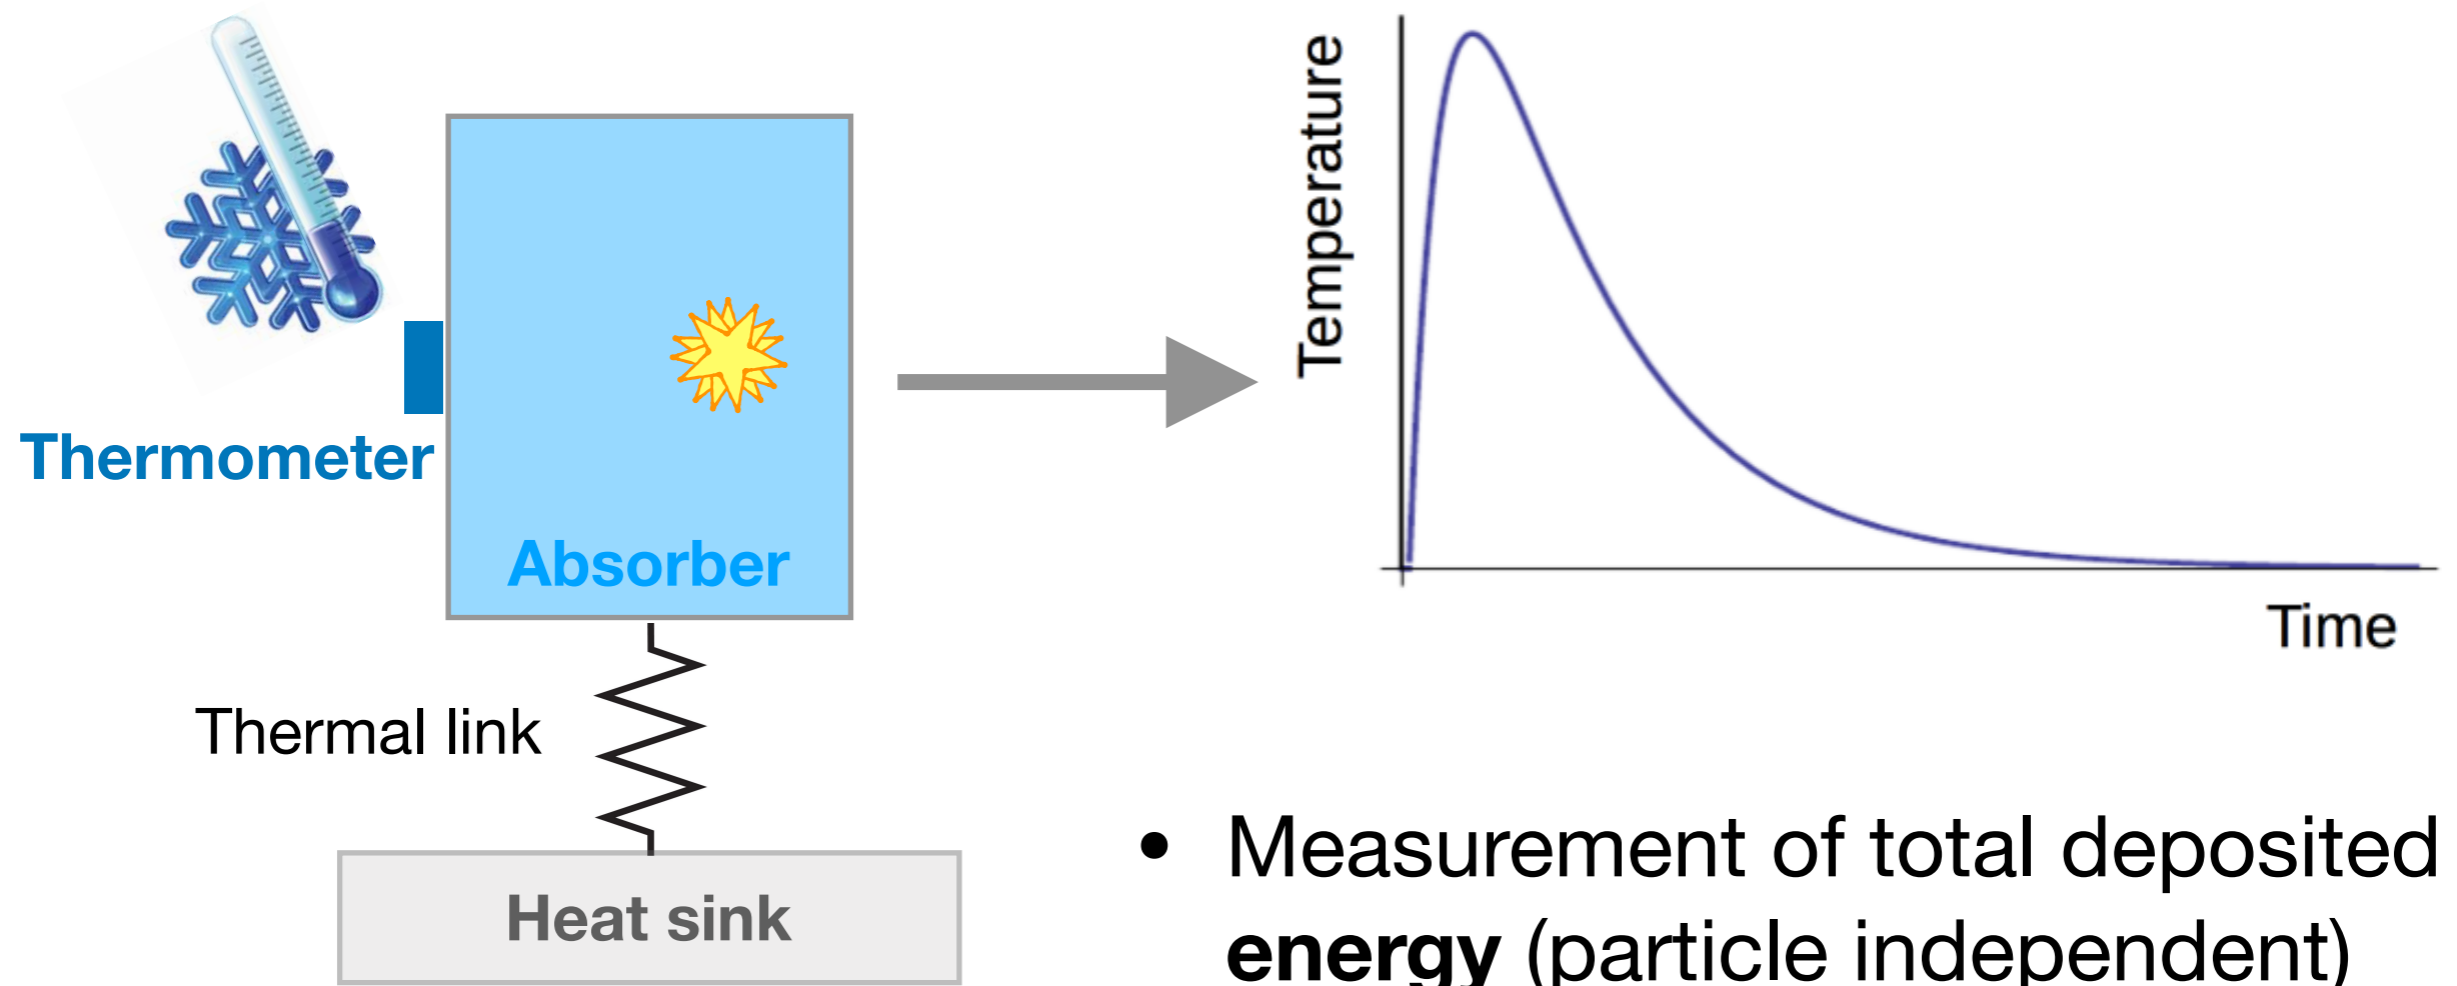 Temperature
Thermometer
Absorber
Time
Thermal link
• Measurement of total deposited
energy (particle independent)
Heat sink